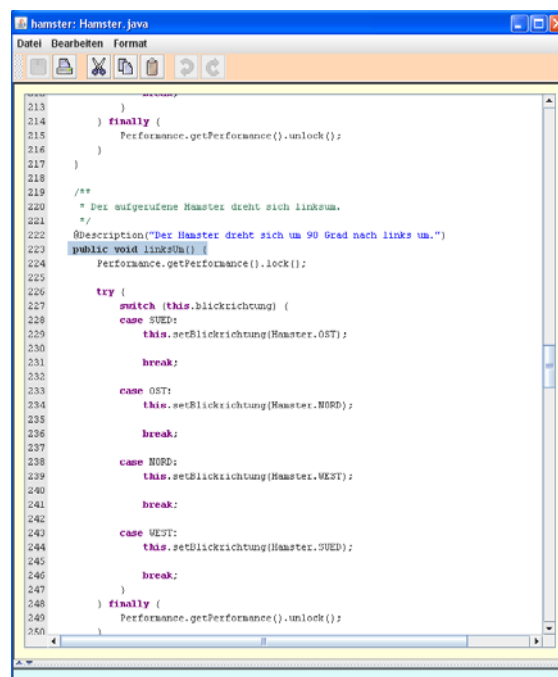 hamster: Hamster.java
Datei Bearbeiten Format
213 }
214 } finally {
215 Performance.getPerformance().unlock();
216 }
217 }
218
219 /**
220 * Der aufgerufene Hamster dreht sich linksum.
221 */
222 @Description("Der Hamster dreht sich um 90 Grad nach links um.")
223 public void linksUm() {
224 Performance.getPerformance().lock();
225
226 try {
227 switch (this.blickrichtung) {
228 case SUED:
229 this.setBlickrichtung(Hamster.OST);
230
231 break;
232
233 case OST:
234 this.setBlickrichtung(Hamster.NORD);
235
236 break;
237
238 case NORD:
239 this.setBlickrichtung(Hamster.WEST);
240
241 break;
242
243 case WEST:
244 this.setBlickrichtung(Hamster.SUED);
245
246 break;
247 }
248 } finally {
249 Performance.getPerformance().unlock();
250 }